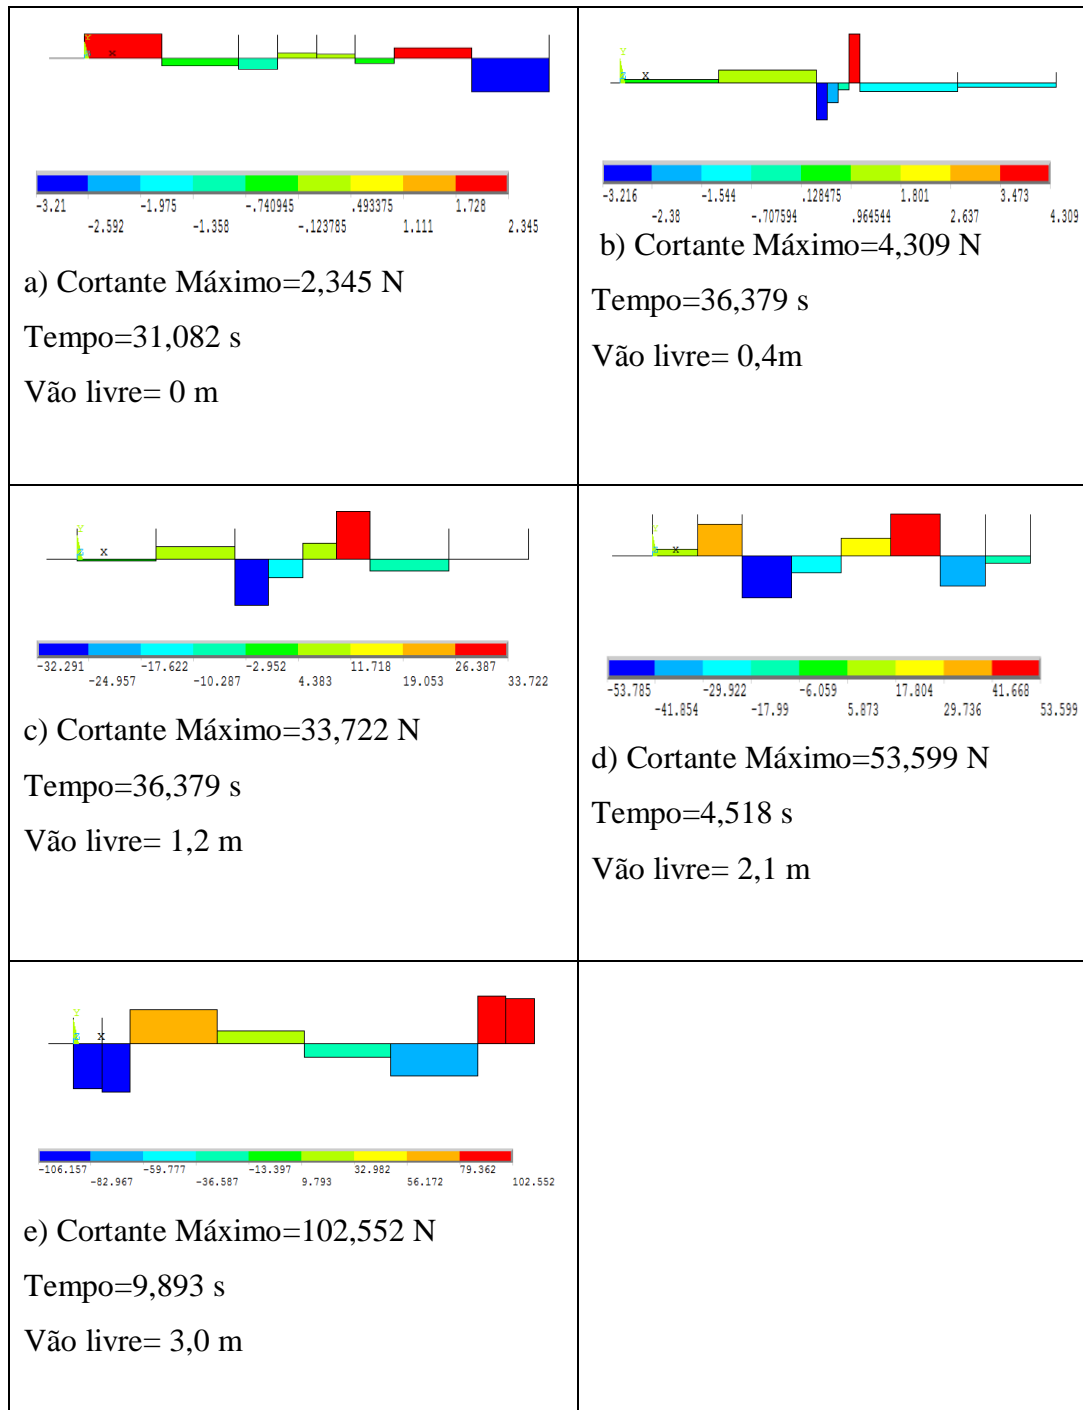 Y
X
-3.21 -1.975 -.740945 .493375 1.728
-2.592 -1.358 -.123785 1.111 2.345
a) Cortante Máximo=2,345 N
Tempo=31,082 s
Vão livre= 0 m
Y
Z X
-3.216 -1.544 .128475 1.801 3.473
-2.38 -.707594 .964544 2.637 4.309
b) Cortante Máximo=4,309 N
Tempo=36,379 s
Vão livre= 0,4m
Y
Z X
-32.291 -17.622 -2.952 11.718 26.387
-24.957 -10.287 4.383 19.053 33.722
c) Cortante Máximo=33,722 N
Tempo=36,379 s
Vão livre= 1,2 m
Y
Z X
-53.785 -29.922 -6.059 17.804 41.668
-41.854 -17.99 5.873 29.736 53.599
d) Cortante Máximo=53,599 N
Tempo=4,518 s
Vão livre= 2,1 m
Y
Z X
-106.157 -59.777 -13.397 32.982 79.362
-82.967 -36.587 9.793 56.172 102.552
e) Cortante Máximo=102,552 N
Tempo=9,893 s
Vão livre= 3,0 m